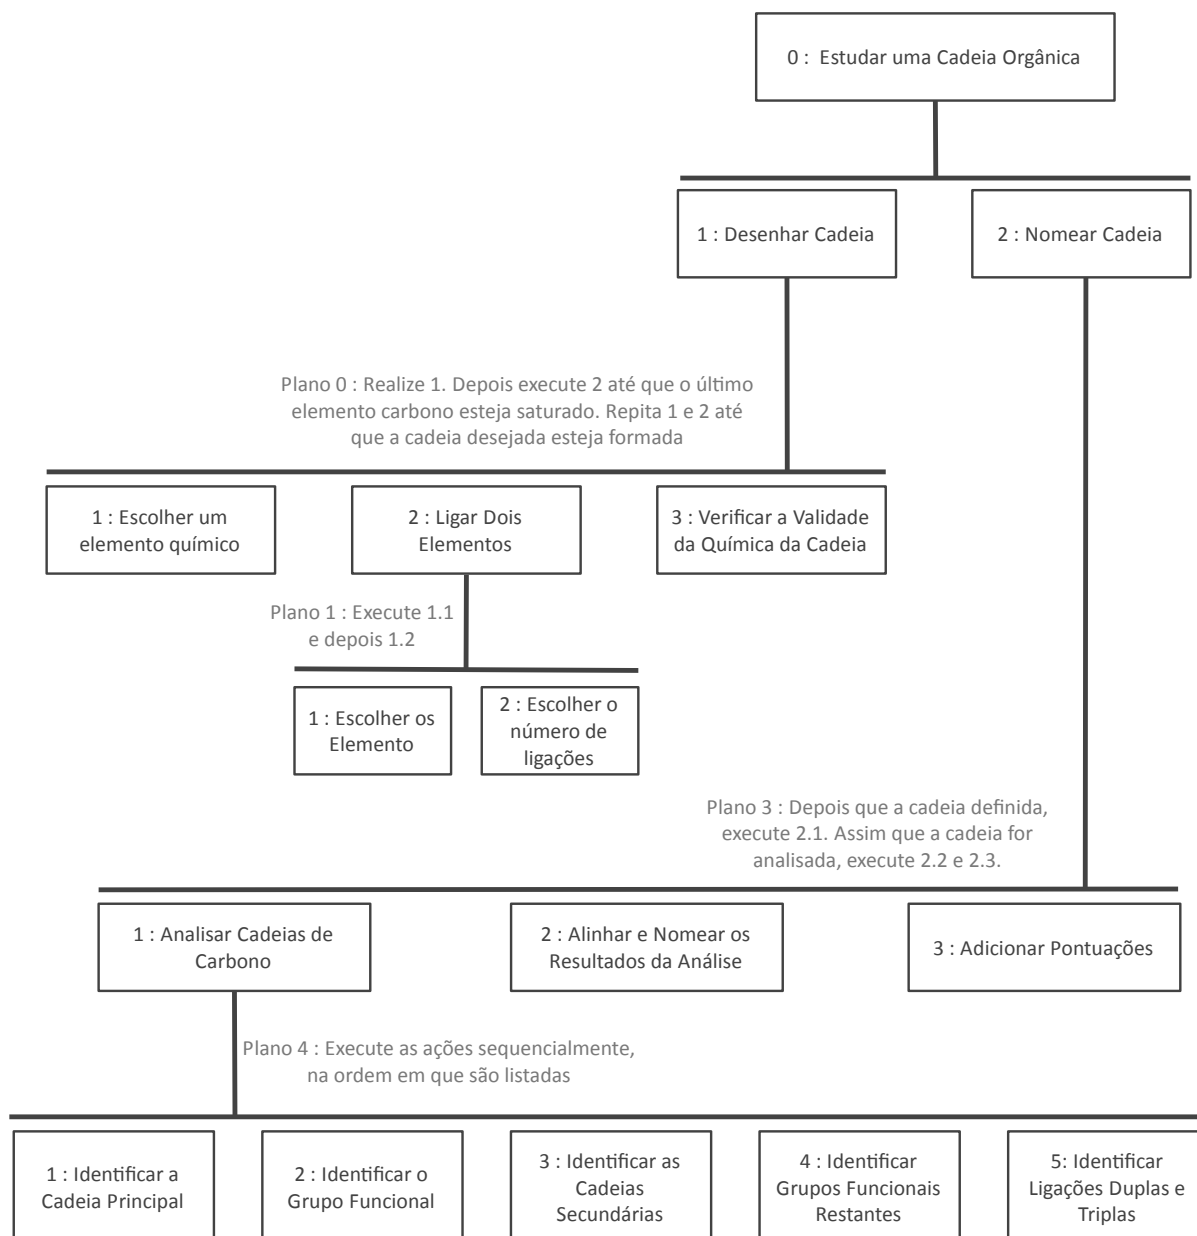 0 :  Estudar uma Cadeia Orgânica
1 : Desenhar Cadeia
2 : Nomear Cadeia
Plano 0 : Realize 1. Depois execute 2 até que o último
elemento carbono esteja saturado. Repita 1 e 2 até
que a cadeia desejada esteja formada
1 : Escolher um
elemento químico
2 : Ligar Dois
Elementos
3 : Verificar a Validade
da Química da Cadeia
Plano 1 : Execute 1.1
e depois 1.2
1 : Escolher os
Elemento
2 : Escolher o
número de
ligações
Plano 3 : Depois que a cadeia definida,
execute 2.1. Assim que a cadeia for
analisada, execute 2.2 e 2.3.
1 : Analisar Cadeias de
Carbono
2 : Alinhar e Nomear os
Resultados da Análise
3 : Adicionar Pontuações
Plano 4 : Execute as ações sequencialmente,
na ordem em que são listadas
1 : Identificar a
Cadeia Principal
2 : Identificar o
Grupo Funcional
3 : Identificar as
Cadeias
Secundárias
4 : Identificar
Grupos Funcionais
Restantes
5: Identificar
Ligações Duplas e
Triplas